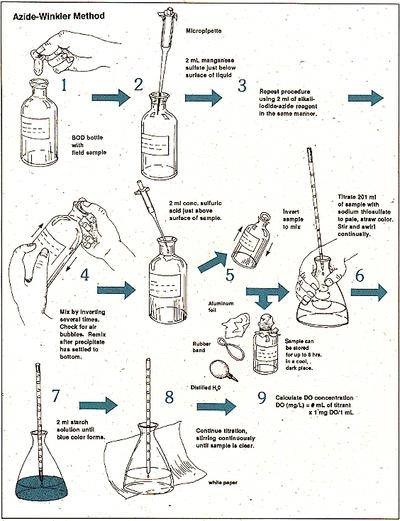 Azide-Winkler Method
1
BOD bottle
with
field sample
2
Micropipette
2 mL manganese
sulfate just below
surface of liquid
3
Repeat procedure
using 2 ml of alkali-
iodide-azide reagent
in the same manner.
4
Mix by inverting
several times.
Check for air
bubbles. Remix
after precipitate
has settled to
bottom.
2 ml conc. sulfuric
acid just above
surface of sample.
5
Invert
sample
to mix
Aluminum
foil
Rubber
band
Distilled H2O
Sample can
be stored
for up to 8 hrs.
in a cool,
dark place.
Titrate 201 ml
of sample with
sodium thiosulfate
to pale, straw color.
Stir and swirl
continually.
6
7
2 ml starch
solution until
blue color forms.
8
Continue titration,
stirring continuously
until sample is clear.
white paper
9
Calculate DO concentration
DO (mg/L) = # mL of titrant
x 1 mg DO/1 mL